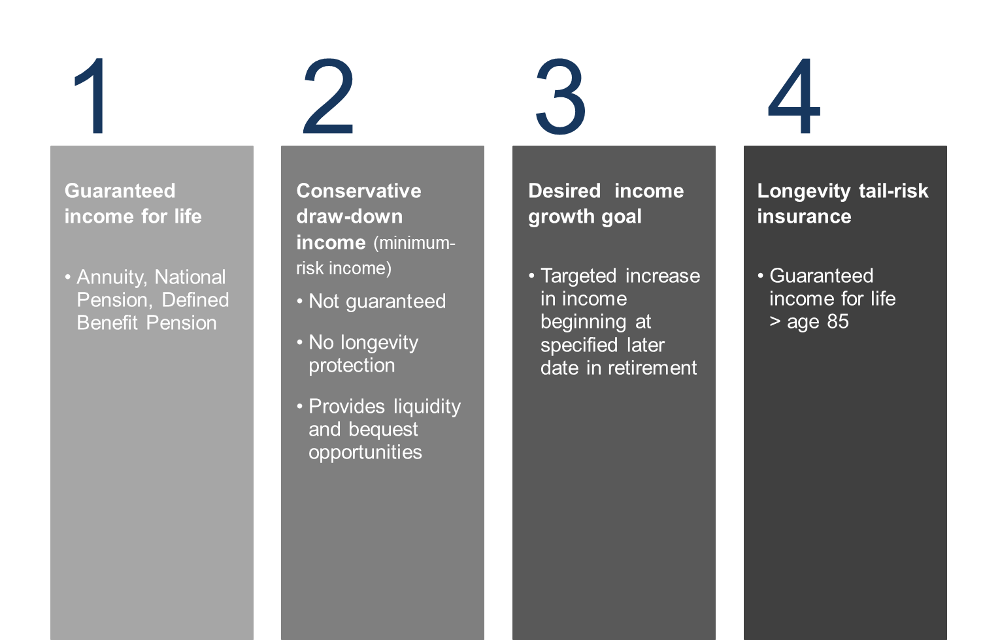 1
Guaranteed
income for life
• Annuity, National
Pension, Defined
Benefit Pension
2
Conservative
draw-down
income (minimum-
risk income)
• Not guaranteed
• No longevity
protection
• Provides liquidity
and bequest
opportunities
3
Desired income
growth goal
• Targeted increase
in income
beginning at
specified later
date in retirement
4
Longevity tail-risk
insurance
• Guaranteed
income for life
> age 85